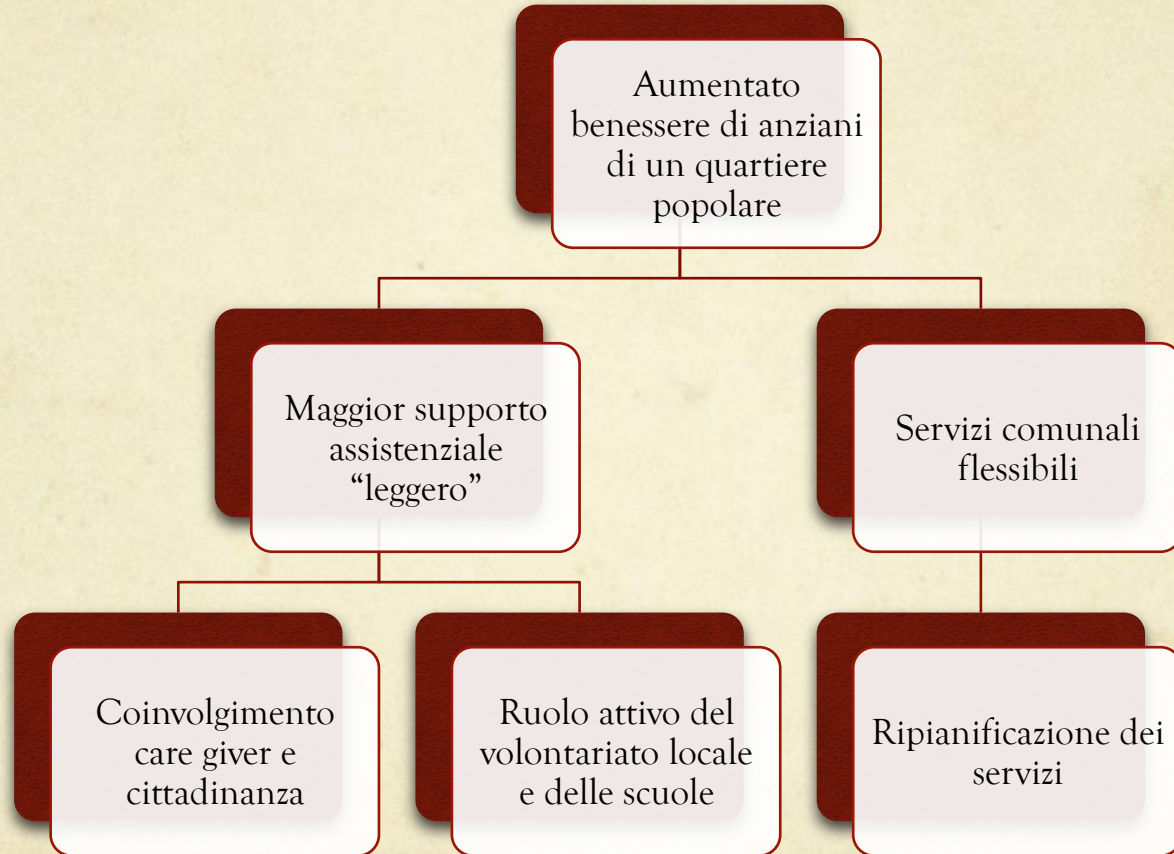 Aumentato
benessere di anziani
di un quartiere
popolare
Maggior supporto
assistenziale
“leggero”
Servizi comunali
flessibili
Coinvolgimento
care giver e
cittadinanza
Ruolo attivo del
volontariato locale
e delle scuole
Ripianificazione dei
servizi